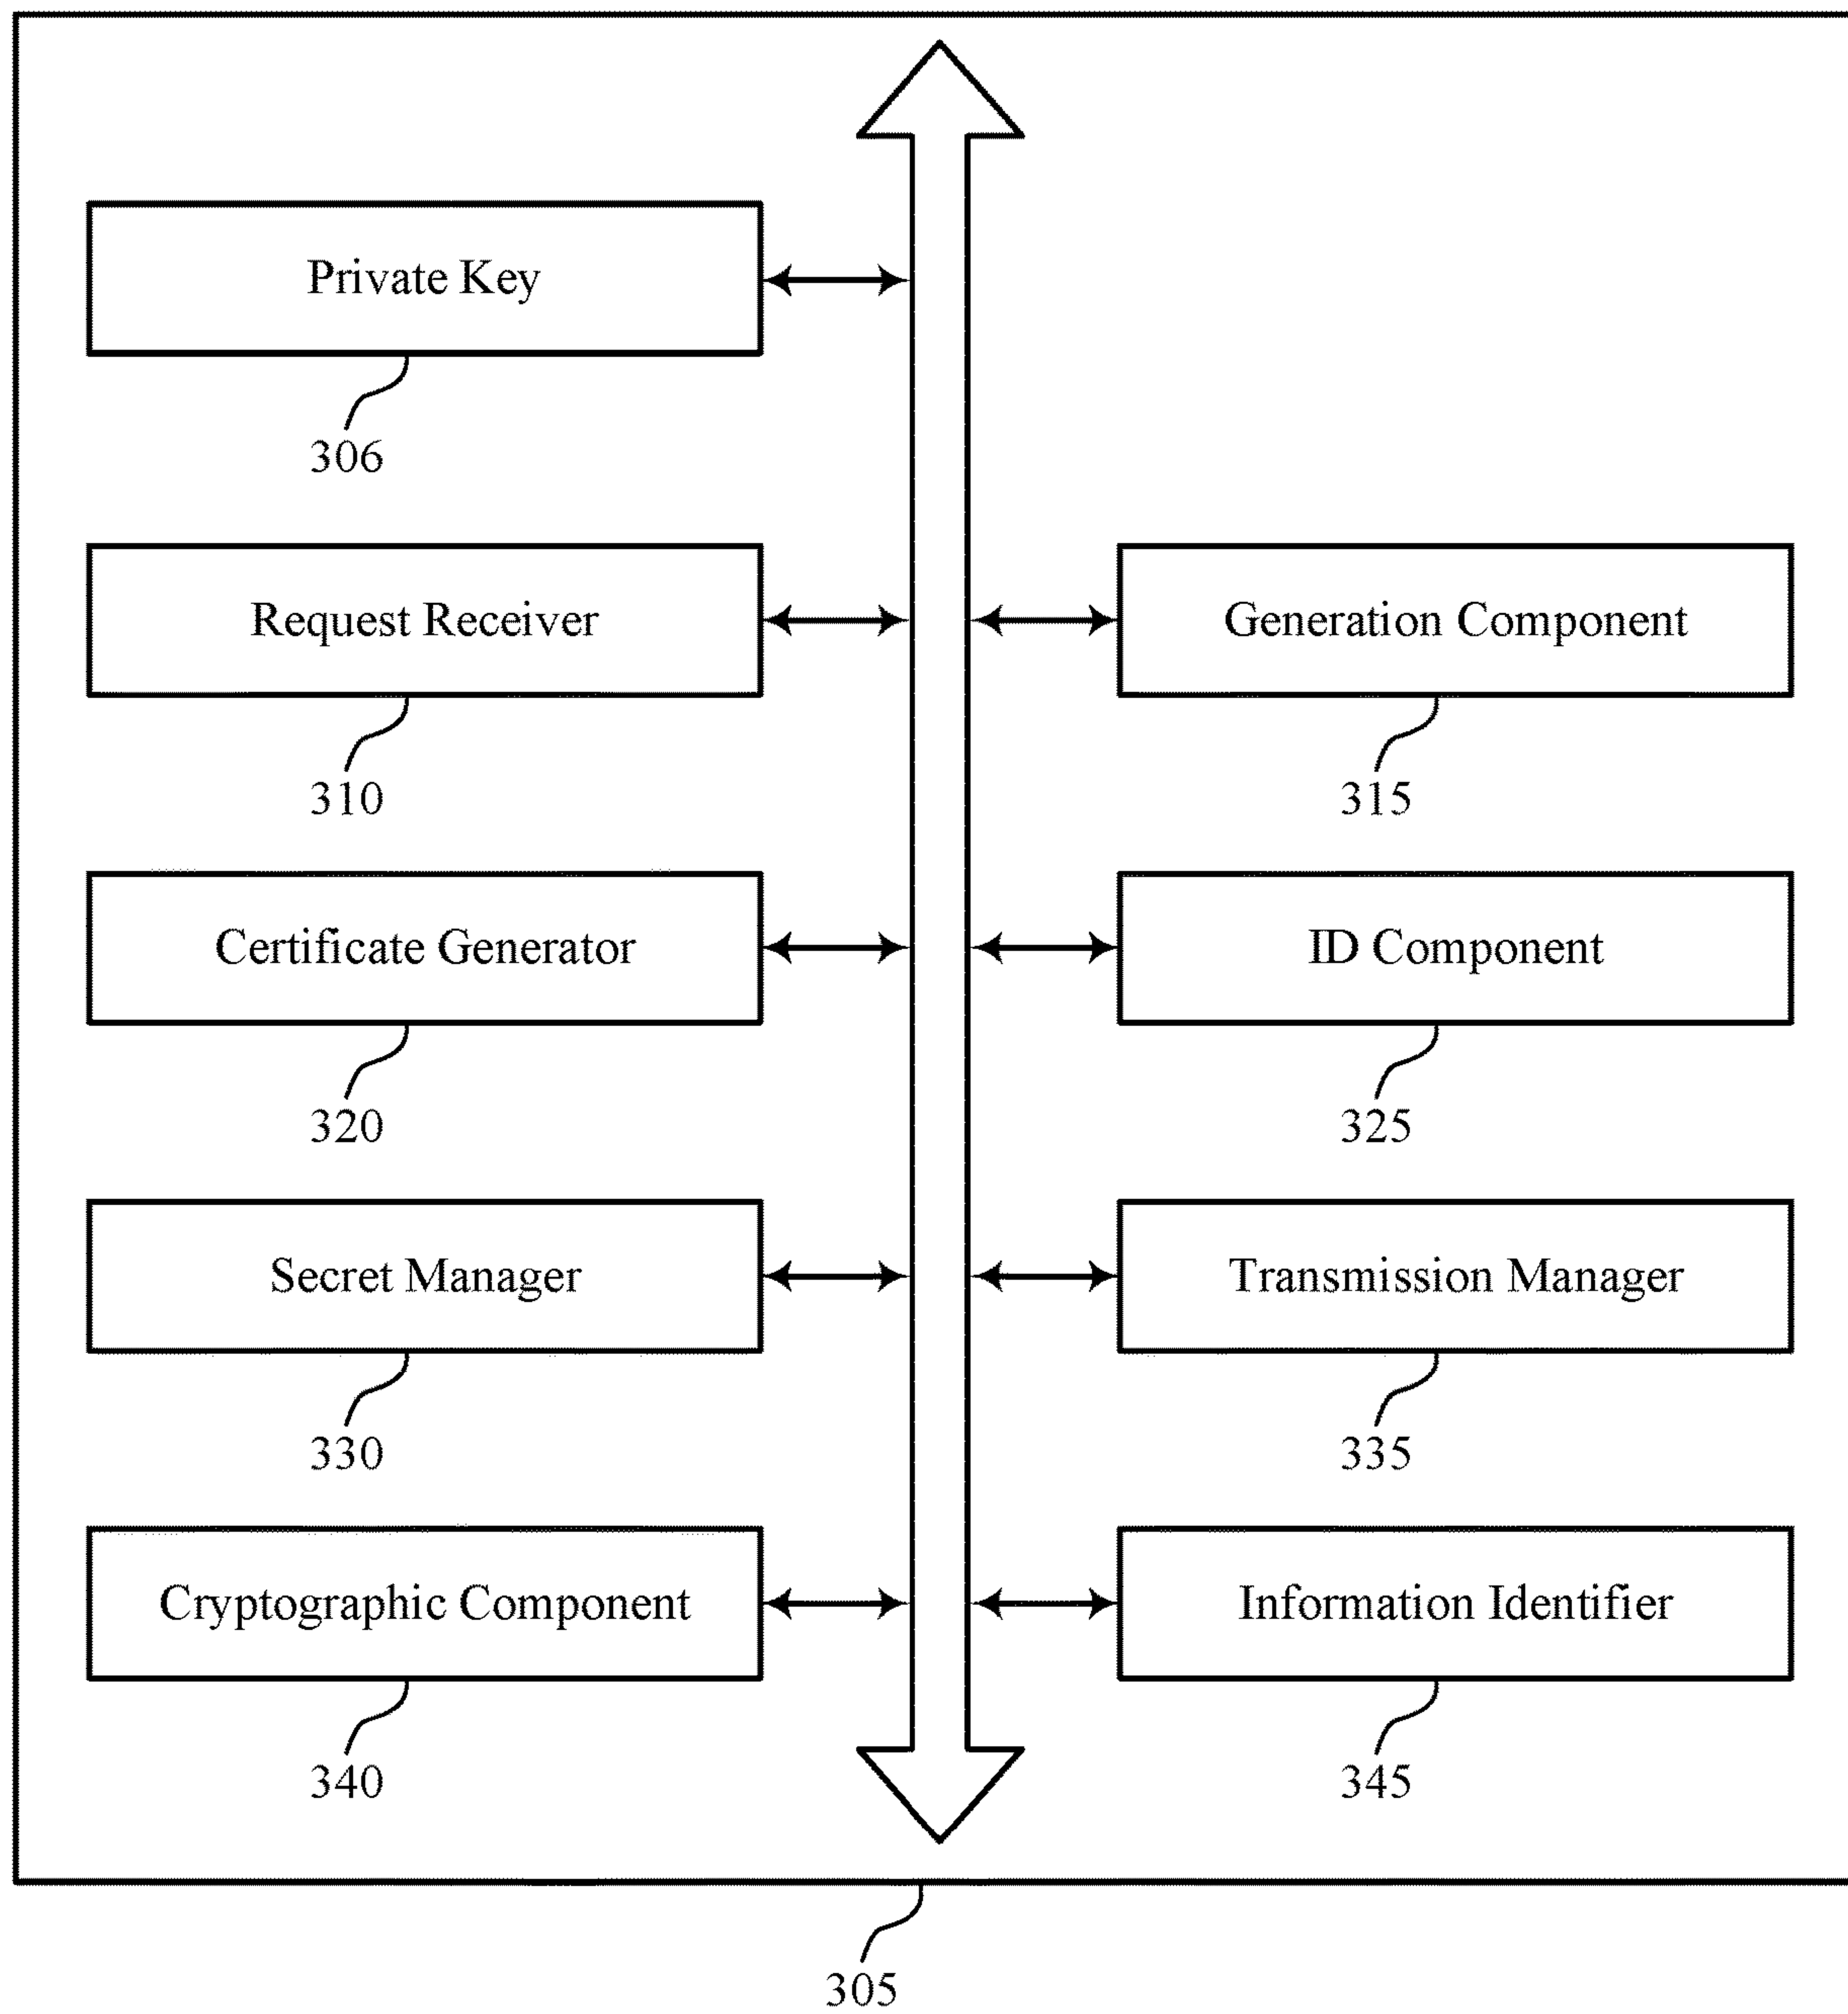 Private Key
306
Request Receiver
Generation Component
310
315
Certificate Generator
ID Component
320
325
Secret Manager
Transmission Manager
330
335
Cryptographic Component
Information Identifier
340
345
305